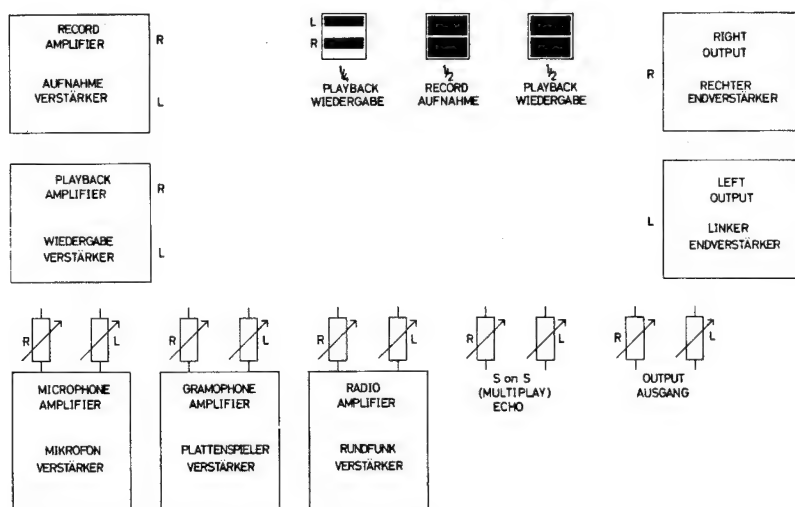 RECORD
AMPLIFIER
AUFNAHME
VERSTÄRKER
R
L
L
R
1/4
PLAYBACK
WIEDERGABE
1/2
RECORD
AUFNAHME
1/2
PLAYBACK
WIEDERGABE
R
RIGHT
OUTPUT
RECHTER
ENDVERSTÄRKER
PLAYBACK
AMPLIFIER
WIEDERGABE
VERSTÄRKER
R
L
L
LEFT
OUTPUT
LINKER
ENDVERSTÄRKER
R
L
MICROPHONE
AMPLIFIER
MIKROFON
VERSTÄRKER
R
L
GRAMOPHONE
AMPLIFIER
PLATTENSPIELER
VERSTÄRKER
R
L
RADIO
AMPLIFIER
RUNDFUNK
VERSTÄRKER
R
L
S on S
(MULTIPLAY)
ECHO
R
L
OUTPUT
AUSGANG